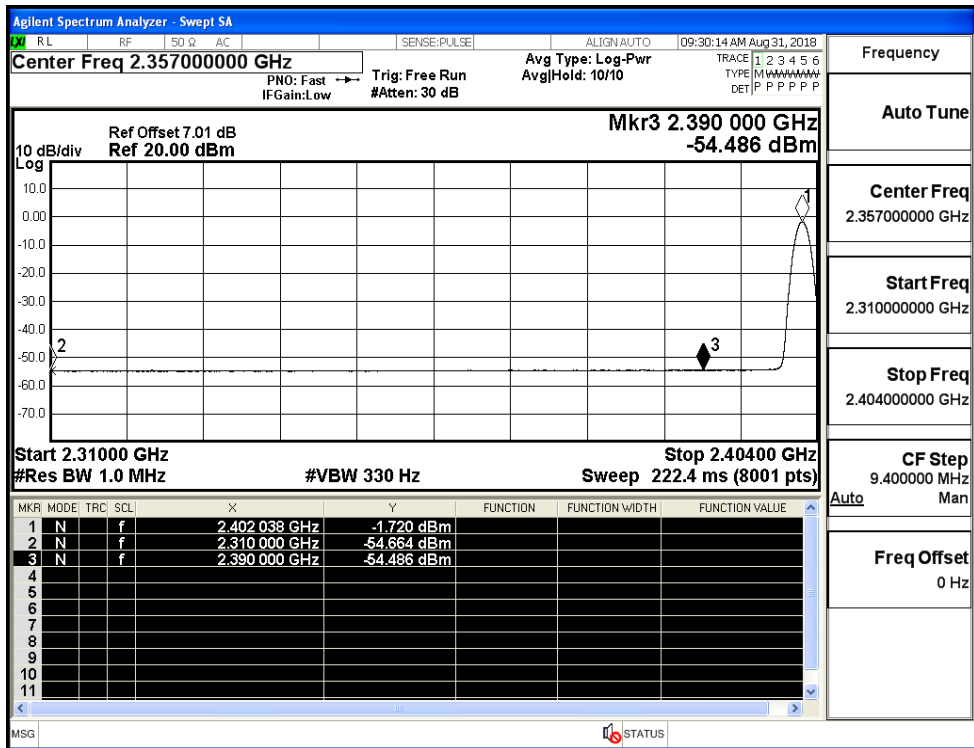 Agilent Spectrum Analyzer - Swept SA
LXI RL RF 50 Ω AC SENSE:PULSE ALIGNAUTO 09:30:14 AM Aug 31, 2018
Center Freq 2.357000000 GHz
PNO: Fast
IFGain:Low
Trig: Free Run
#Atten: 30 dB
Avg Type: Log-Pwr
Avg|Hold: 10/10
TRACE 1 2 3 4 5 6
TYPE MWWWWW
DET P P P P P P
Ref Offset 7.01 dB
10 dB/div Ref 20.00 dBm
Log
Mkr3 2.390 000 GHz
-54.486 dBm
10.0
0.00
-10.0
-20.0
-30.0
-40.0
-50.0
-60.0
-70.0
1
2
3
Start 2.31000 GHz Stop 2.40400 GHz
#Res BW 1.0 MHz #VBW 330 Hz Sweep 222.4 ms (8001 pts)
MKR MODE TRC SCL X Y FUNCTION FUNCTION WIDTH FUNCTION VALUE
1 N f 2.402 038 GHz -1.720 dBm
2 N f 2.310 000 GHz -54.664 dBm
3 N f 2.390 000 GHz -54.486 dBm
4
5
6
7
8
9
10
11
MSG STATUS
Frequency
Auto Tune
Center Freq
2.357000000 GHz
Start Freq
2.310000000 GHz
Stop Freq
2.404000000 GHz
CF Step
9.400000 MHz
Auto Man
Freq Offset
0 Hz